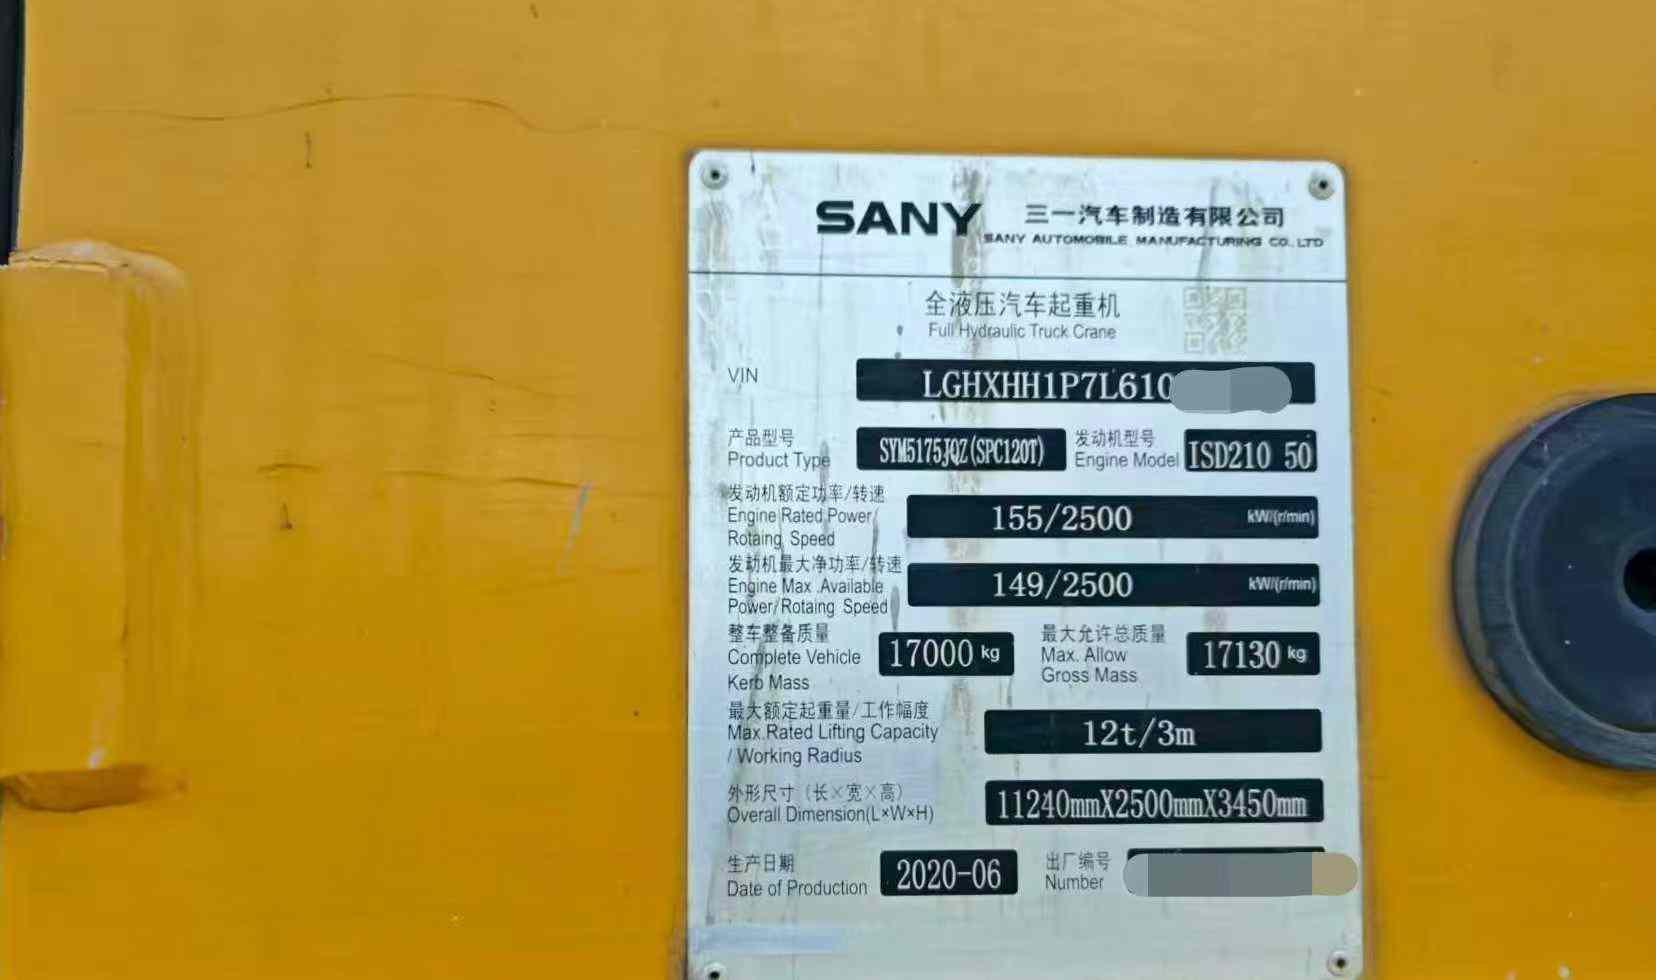 SANY 三一汽车制造有限公司
SANY AUTOMOBILE MANUFACTURING CO., LTD
全液压汽车起重机
Full Hydraulic Truck Crane
VIN LGHXHH1P7L610
产品型号 SYM5175JQZ(SPC120T) 发动机型号 ISD210 50
Product Type Engine Model
发动机额定功率/转速
Engine Rated Power/ 155/2500 kW/(r/min)
Rotaing Speed
发动机最大净功率/转速
Engine Max .Available 149/2500 kW/(r/min)
Power/Rotaing Speed
整车整备质量 最大允许总质量
Complete Vehicle 17000 kg Max. Allow 17130 kg
Kerb Mass Gross Mass
最大额定起重量/工作幅度
Max.Rated Lifting Capacity 12t/3m
/ Working Radius
外形尺寸（长×宽×高）
Overall Dimension(L×W×H) 11240mmX2500mmX3450mm
生产日期 2020-06 出厂编号
Date of Production Number